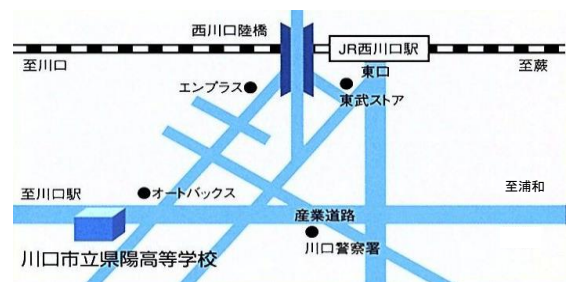 西川口陸橋
JR西川口駅
至川口
東口
至蕨
エンプラス
東武ストア
至川口駅
オートバックス
至浦和
産業道路
川口警察署
川口市立県陽高等学校